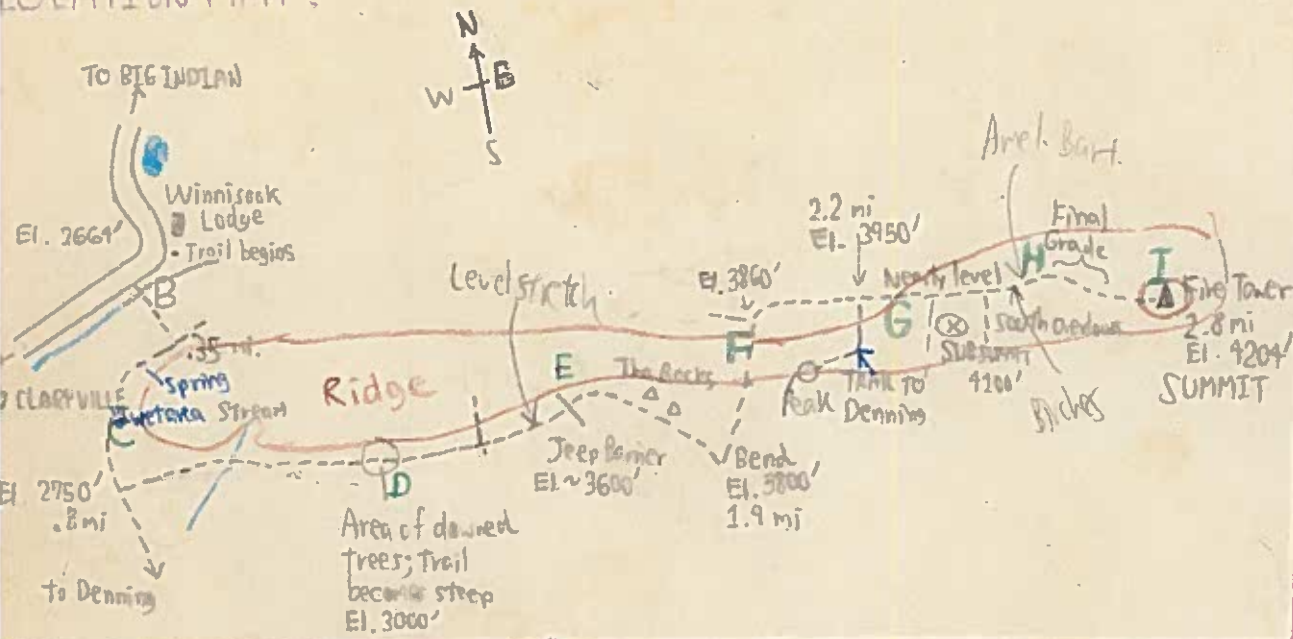 LOCATION MAP:
N
W E
S
TO BIG INDIAN
Winnisook
Lodge
Trail begins
El. 2664'
B
.35 mi.
spring
CLARYVILLE
C
Stream
El. 2750'
.8 mi
to Denning
Ridge
D
Area of downed
trees; Trail
becomes steep
El. 3000'
Level stretch
E
The Rocks
Jeep Barrier
El ~ 3600'
Bend
El. 3800'
1.9 mi
El. 3860'
F
Peak
2.2 mi
El. 3950'
TRAIL TO
Denning
Nearly level
G
X
SUBSUMMIT
4100'
Birches
H
Final
Grade
I
Fire Tower
2.8 mi
El. 4204'
SUMMIT